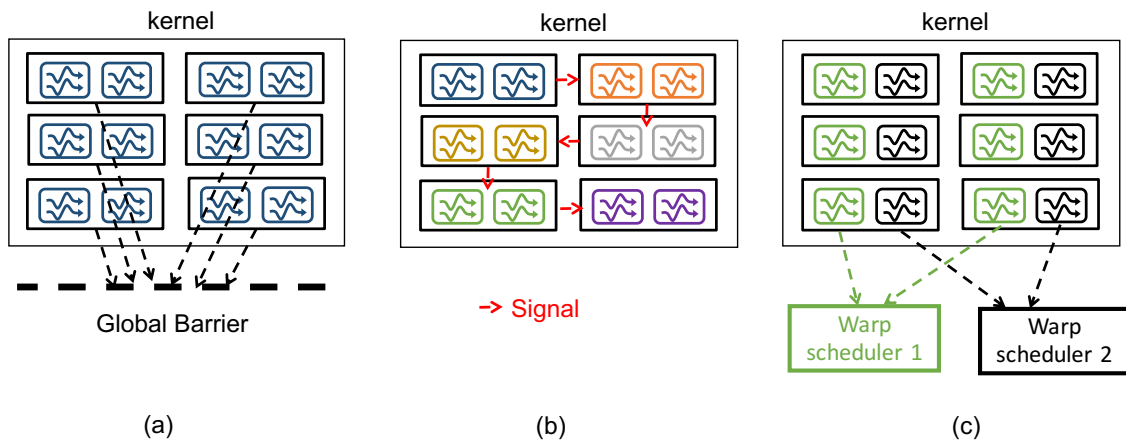 kernel
kernel
kernel
Global Barrier
Signal
Warp
scheduler 1
Warp
scheduler 2
(a)
(b)
(c)